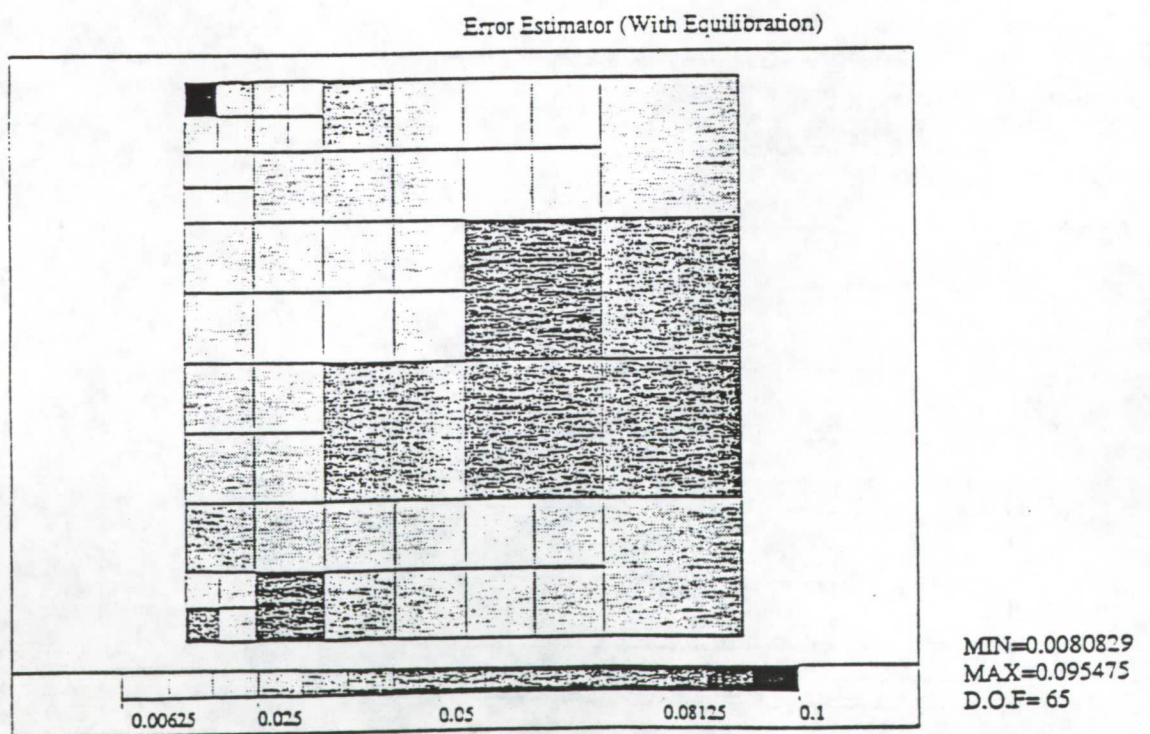 Error Estimator (With Equilibration)
MIN=0.0080829
MAX=0.095475
D.O.F= 65
0.00625 0.025 0.05 0.08125 0.1